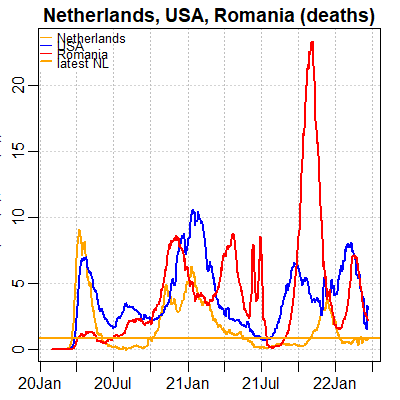 Netherlands, USA, Romania (deaths)
Netherlands
USA
Romania
latest NL
20
15
10
5
0
20Jan 20Jul 21Jan 21Jul 22Jan